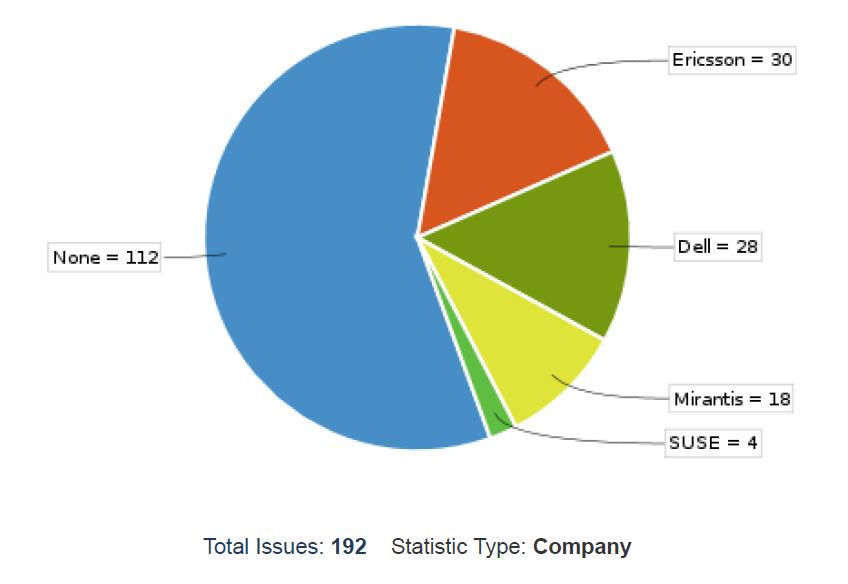 Ericsson = 30
Dell = 28
None = 112
Mirantis = 18
SUSE = 4
Total Issues: 192 Statistic Type: Company